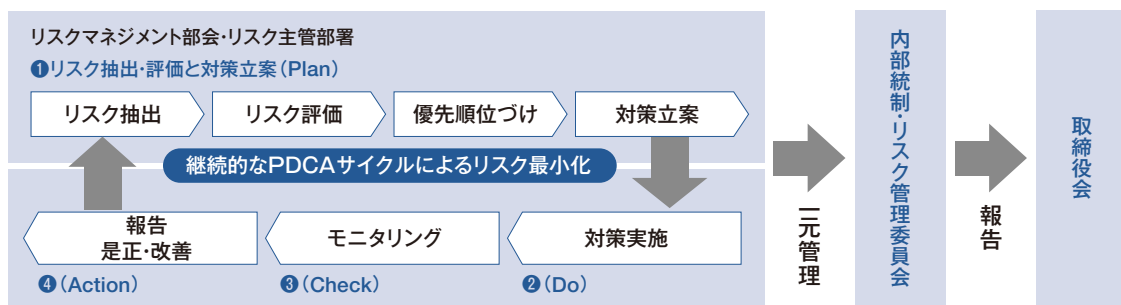 リスクマネジメント部会・リスク主管部署
❶リスク抽出・評価と対策立案（Plan）
リスク抽出
リスク評価
優先順位づけ
対策立案
継続的なPDCAサイクルによるリスク最小化
報告
是正・改善
モニタリング
対策実施
❹（Action）
❸（Check）
❷（Do）
一元管理
内部統制・リスク管理委員会
報告
取締役会